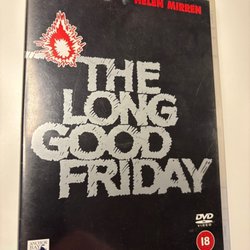 HELEN MIRREN
THE
LONG
GOOD
FRIDAY
DVD
VIDEO
18